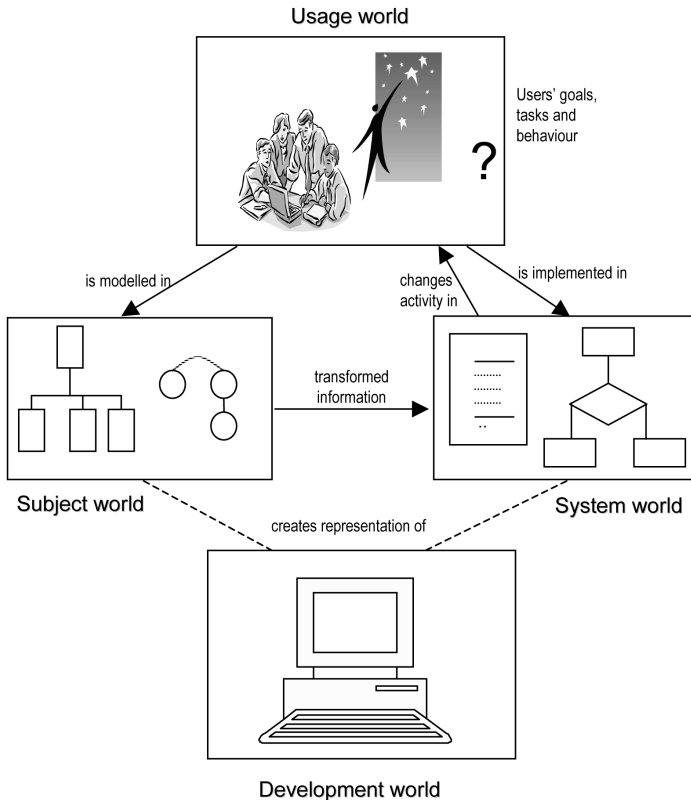 Usage world
Users' goals,
tasks and
behaviour
?
is modelled in
changes
activity in
is implemented in
transformed
information
Subject world
System world
creates representation of
Development world